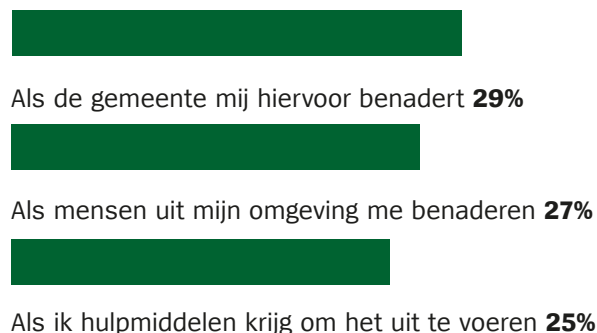 Als de gemeente mij hiervoor benadert 29%
Als mensen uit mijn omgeving me benaderen 27%
Als ik hulpmiddelen krijg om het uit te voeren 25%